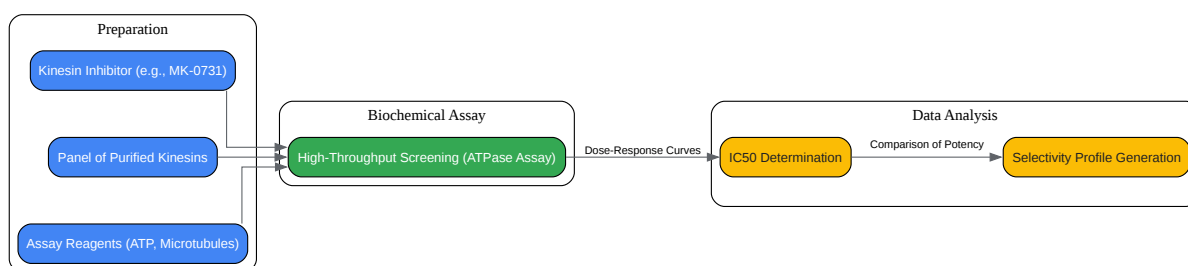 Preparation
Kinesin Inhibitor (e.g., MK-0731)
Panel of Purified Kinesins
Assay Reagents (ATP, Microtubules)
Biochemical Assay
High-Throughput Screening (ATPase Assay)
Dose-Response Curves
Data Analysis
IC50 Determination
Comparison of Potency
Selectivity Profile Generation